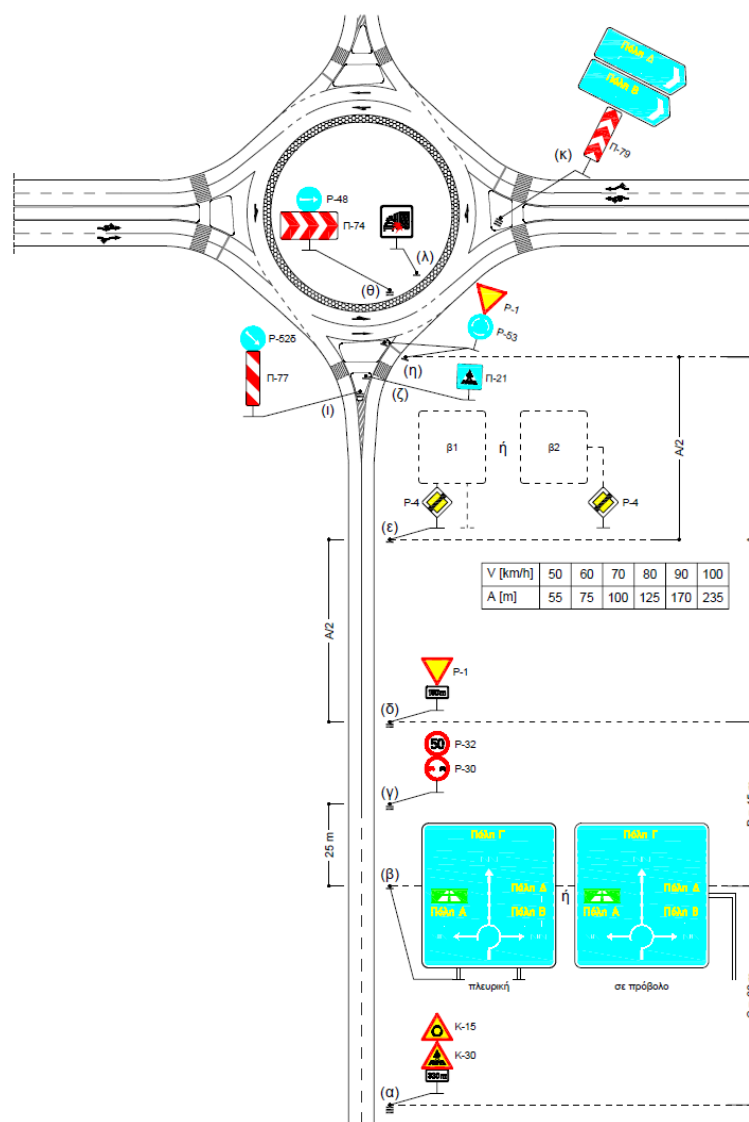 Πόλη Δ
Πόλη Β
Π-79
(κ)
Ρ-48
Π-74
(λ)
(θ)
Ρ-1
Ρ-53
Ρ-52δ
Π-77
(ι)
(η)
Π-21
(ζ)
β1
ή
β2
Α/2
Ρ-4
Ρ-4
(ε)
V [km/h] 50 60 70 80 90 100
A [m] 55 75 100 125 170 235
Α/2
Ρ-1
(δ)
50
Ρ-32
Ρ-30
(γ)
25 m
Πόλη Γ
Πόλη Γ
(β)
Πόλη Δ
ή
Πόλη Δ
Πόλη Α
Πόλη Β
Πόλη Α
Πόλη Β
πλευρική
σε πρόβολο
Κ-15
Κ-30
(α)